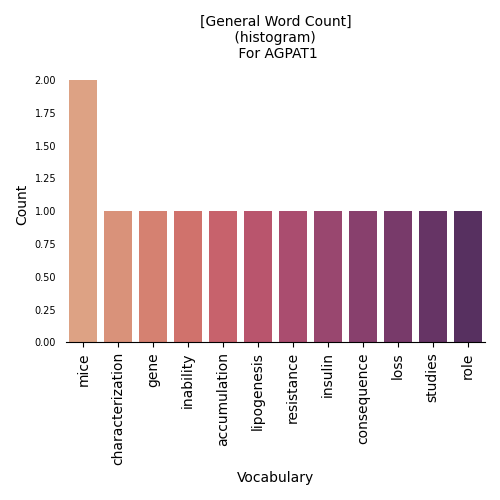 [General Word Count]
(histogram)
For AGPAT1
Count
2.00
1.75
1.50
1.25
1.00
0.75
0.50
0.25
0.00
mice
characterization
gene
inability
accumulation
lipogenesis
resistance
insulin
consequence
loss
studies
role
Vocabulary